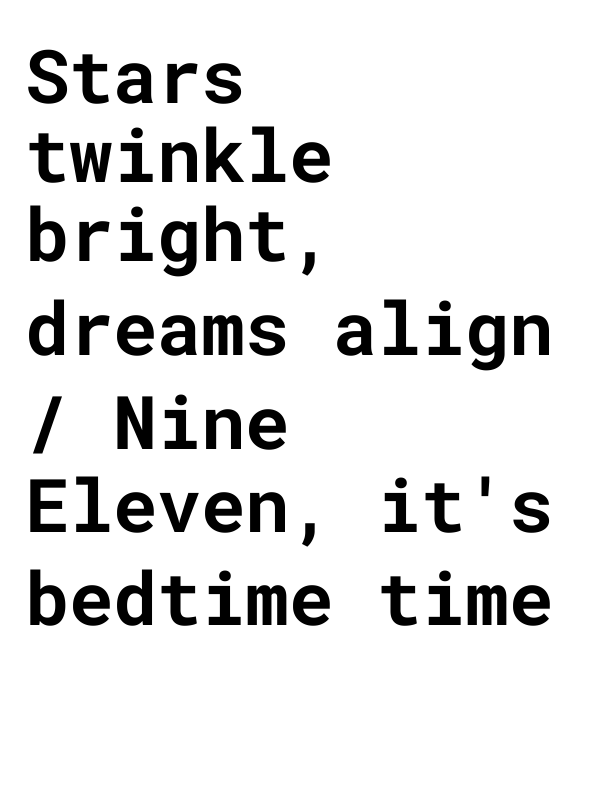 Stars
twinkle
bright,
dreams align
/ Nine
Eleven, it's
bedtime time